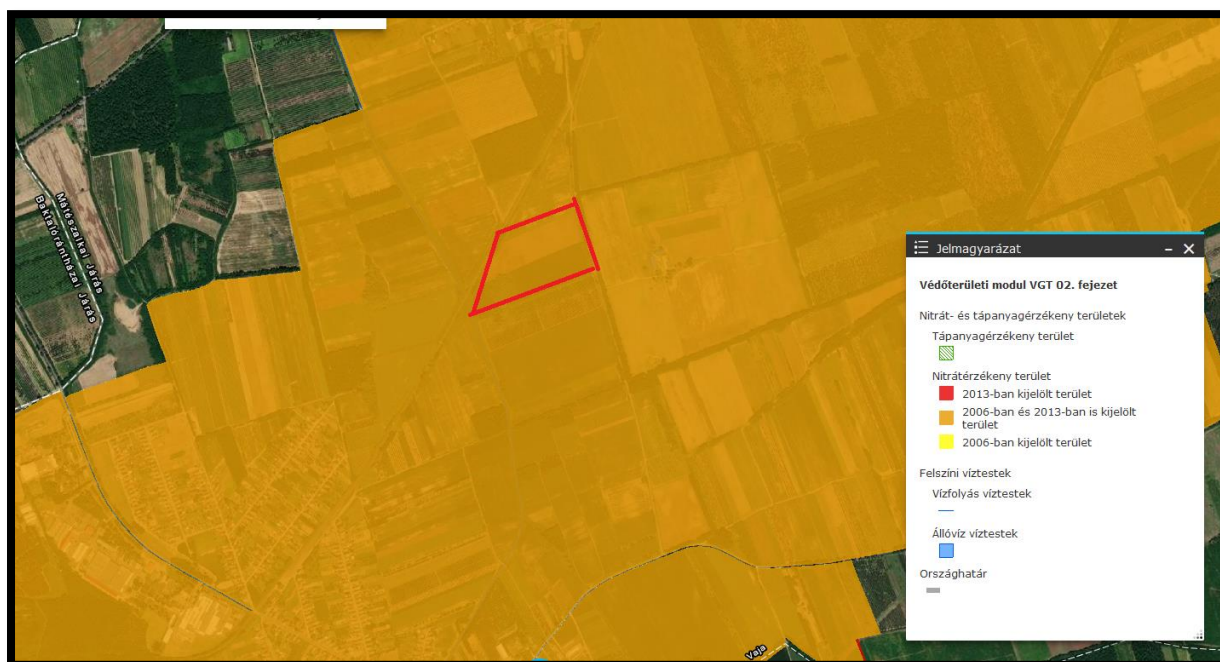 Mátészalkai Járás
Baktalórántházai Járás
Vaja
Jelmagyarázat
Védőterületi modul VGT 02. fejezet
Nitrát- és tápanyagérzékeny területek
Tápanyagérzékeny terület
Nitrátérzékeny terület
2013-ban kijelölt terület
2006-ban és 2013-ban is kijelölt
terület
2006-ban kijelölt terület
Felszíni víztestek
Vízfolyás víztestek
Állóvíz víztestek
Országhatár